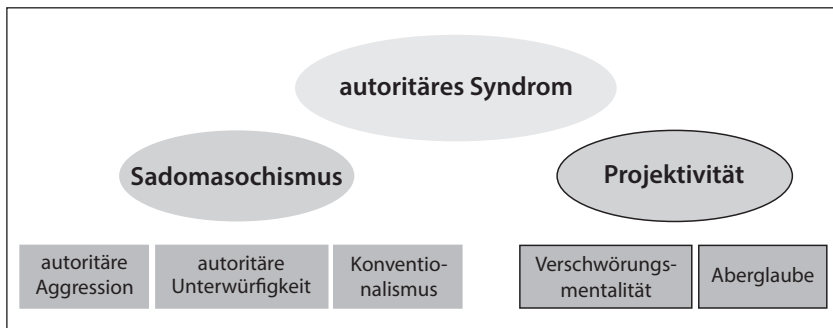 autoritäres Syndrom
Sadomasochismus
Projektivität
autoritäre
Aggression
autoritäre
Unterwürfigkeit
Konventio-
nalismus
Verschwörungs-
mentalität
Aberglaube